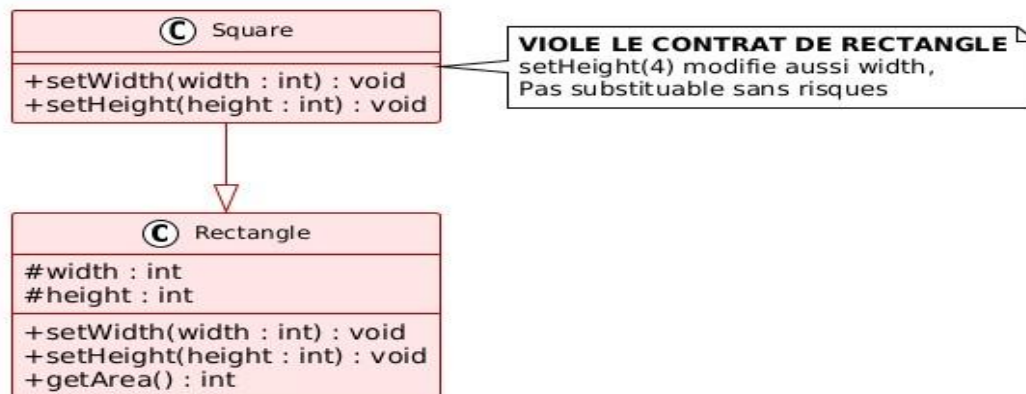 C Square
+setWidth(width : int) : void
+setHeight(height : int) : void
VIOLE LE CONTRAT DE RECTANGLE
setHeight(4) modifie aussi width,
Pas substituable sans risques
C Rectangle
#width : int
#height : int
+setWidth(width : int) : void
+setHeight(height : int) : void
+getArea() : int